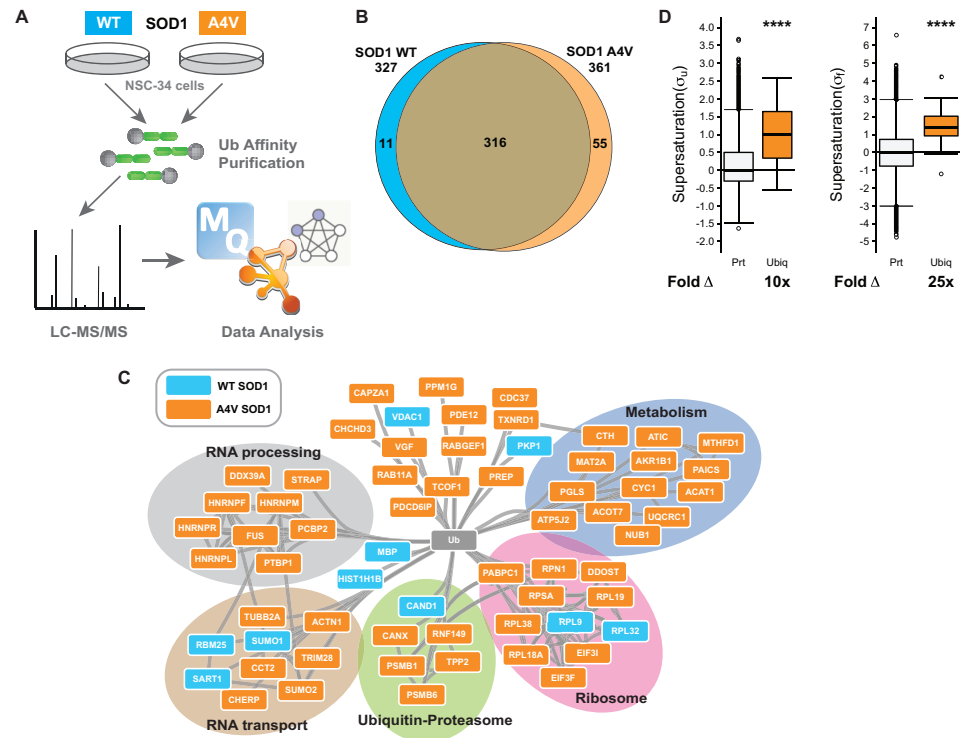 A
WT
SOD1
A4V
NSC-34 cells
Ub Affinity
Purification
MQ
LC-MS/MS
Data Analysis
B
SOD1 WT
327
SOD1 A4V
361
11
316
55
D
Supersaturation(σu)
4.0
3.5
3.0
2.5
2.0
1.5
1.0
0.5
0
-0.5
-1.0
-1.5
-2.0
****
Prt
Ubiq
Fold Δ
10x
Supersaturation(σf)
7
6
5
4
3
2
1
0
-1
-2
-3
-4
-5
****
Prt
Ubiq
Fold Δ
25x
C
WT SOD1
A4V SOD1
CAPZA1
PPM1G
CDC37
VDAC1
PDE12
TXNRD1
CHCHD3
VGF
RABGEF1
PKP1
RAB11A
TCOF1
PREP
PDCD6IP
Ub
MBP
HIST1H1B
RNA processing
DDX39A
STRAP
HNRNPF
HNRNPM
HNRNPR
FUS
PCBP2
HNRNPL
PTBP1
Metabolism
CTH
ATIC
MTHFD1
MAT2A
AKR1B1
PAICS
PGLS
CYC1
ACAT1
ATP5J2
ACOT7
UQCRC1
NUB1
RNA transport
TUBB2A
ACTN1
RBM25
SUMO1
TRIM28
CCT2
SART1
SUMO2
CHERP
Ubiquitin-Proteasome
CAND1
CANX
RNF149
PSMB1
TPP2
PSMB6
PABPC1
RPN1
DDOST
RPSA
RPL19
RPL38
RPL9
RPL32
RPL18A
EIF3I
EIF3F
Ribosome